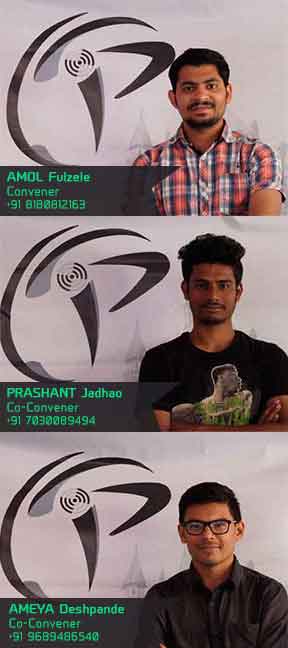 AMOL Fulzele
Convener
+91 8180812163
PRASHANT Jadhao
Co-Convener
+91 7030089494
AMEYA Deshpande
Co-Convener
+91 9689486540